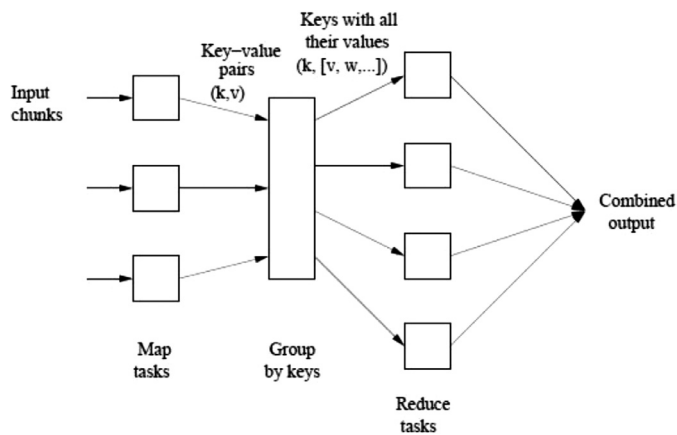 Keys with all
their values
(k, [v, w,...])
Key−value
pairs
(k,v)
Input
chunks
Combined
output
Map
tasks
Group
by keys
Reduce
tasks